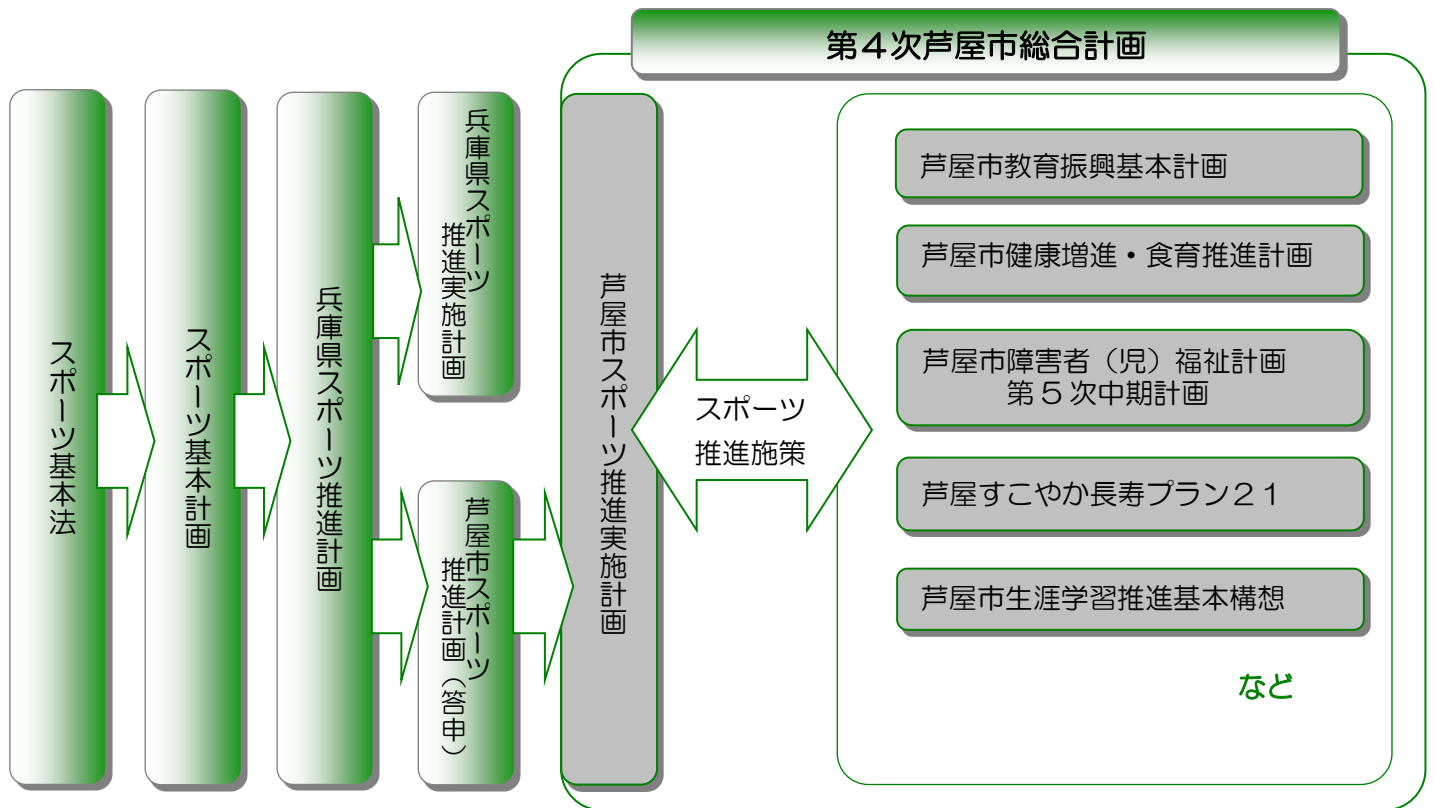 第４次芦屋市総合計画
スポーツ基本法
スポーツ基本計画
兵庫県スポーツ推進計画
兵庫県スポーツ
推進実施計画
芦屋市スポーツ
推進計画（答申）
芦屋市スポーツ推進実施計画
スポーツ
推進施策
芦屋市教育振興基本計画
芦屋市健康増進・食育推進計画
芦屋市障害者（児）福祉計画
第５次中期計画
芦屋すこやか長寿プラン２１
芦屋市生涯学習推進基本構想
など